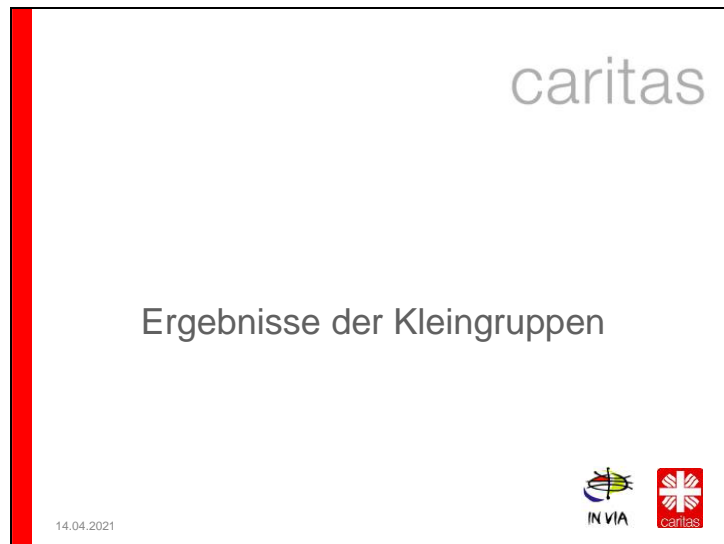 caritas
Ergebnisse der Kleingruppen
14.04.2021
IN VIA
caritas